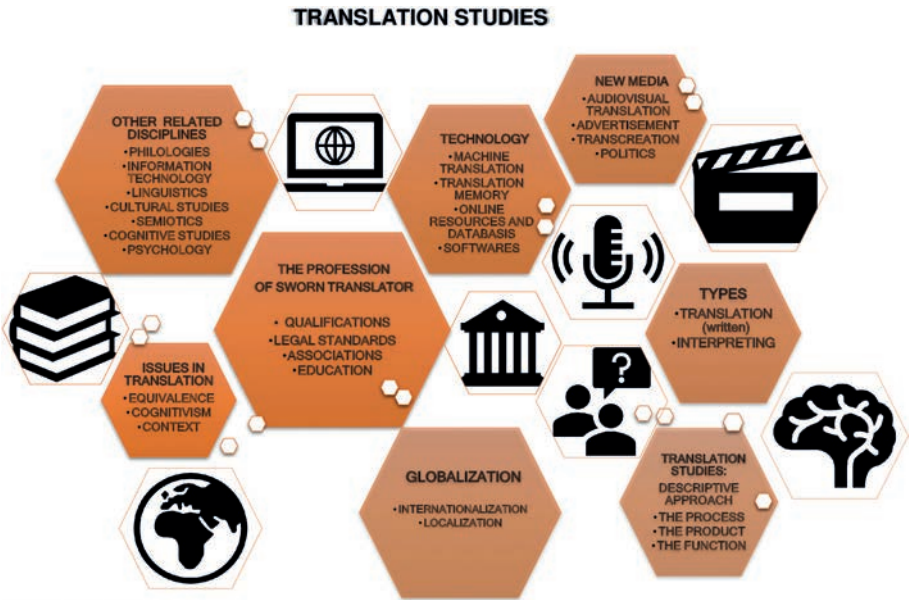 TRANSLATION STUDIES
OTHER RELATED
DISCIPLINES
•PHILOLOGIES
•INFORMATION
TECHNOLOGY
•LINGUISTICS
•CULTURAL STUDIES
•SEMIOTICS
•COGNITIVE STUDIES
•PSYCHOLOGY
TECHNOLOGY
•MACHINE
TRANSLATION
•TRANSLATION
MEMORY
•ONLINE
RESOURCES AND
DATABASIS
•SOFTWARES
NEW MEDIA
•AUDIOVISUAL
TRANSLATION
•ADVERTISEMENT
•TRANSCREATION
•POLITICS
THE PROFESSION
OF SWORN TRANSLATOR
• QUALIFICATIONS
•LEGAL STANDARDS
•ASSOCIATIONS
•EDUCATION
TYPES
•TRANSLATION
(written)
•INTERPRETING
?
ISSUES IN
TRANSLATION
•EQUIVALENCE
•COGNITIVISM
•CONTEXT
GLOBALIZATION
•INTERNATIONALIZATION
•LOCALIZATION
TRANSLATION
STUDIES:
DESCRIPTIVE
APPROACH
•THE PROCESS
•THE PRODUCT
•THE FUNCTION